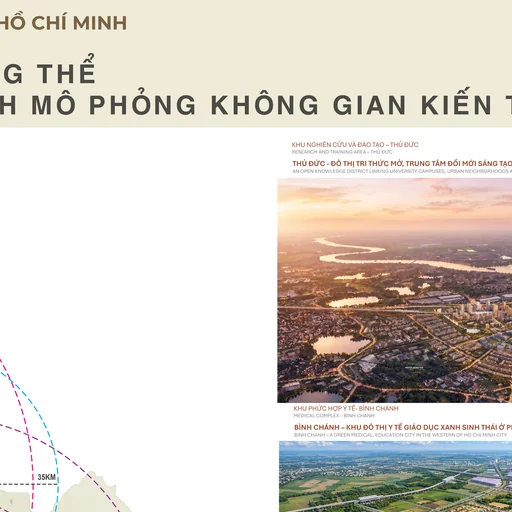 HỒ CHÍ MINH
G THỂ
H MÔ PHỎNG KHÔNG GIAN KIẾN T
KHU NGHIÊN CỨU VÀ ĐÀO TẠO – THỦ ĐỨC
RESEARCH AND TRAINING AREA – THỦ ĐỨC
THỦ ĐỨC - ĐÔ THỊ TRI THỨC MỞ, TRUNG TÂM ĐỔI MỚI SÁNG TẠO
AN OPEN KNOWLEDGE DISTRICT LINKING UNIVERSITY CAMPUSES, URBAN NEIGHBORHOODS A
KHU PHỨC HỢP Y TẾ- BÌNH CHÁNH
MEDICAL COMPLEX – BINH CHANH
BÌNH CHÁNH – KHU ĐÔ THỊ Y TẾ GIÁO DỤC XANH SINH THÁI Ở P
BINH CHANH – A GREEN MEDICAL, EDUCATION CITY IN THE WESTERN OF HO CHI MINH CITY
35KM